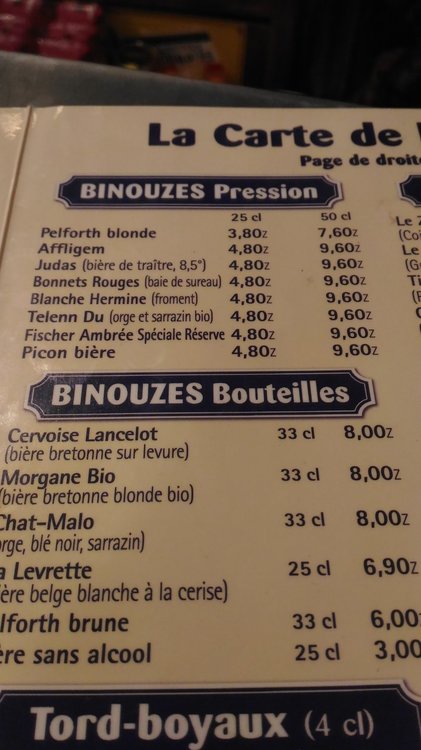 La Carte de
Page de droite
BINOUZES Pression
25 cl 50 cl
Pelforth blonde 3,80z 7,60z
Affligem 4,80z 9,60z
Judas (bière de traître, 8,5°) 4,80z 9,60z
Bonnets Rouges (baie de sureau) 4,80z 9,60z
Blanche Hermine (froment) 4,80z 9,60z
Telenn Du (orge et sarrazin bio) 4,80z 9,60z
Fischer Ambrée Spéciale Réserve 4,80z 9,60z
Picon bière 4,80z 9,60z
BINOUZES Bouteilles
Cervoise Lancelot 33 cl 8,00z
(bière bretonne sur levure)
Morgane Bio 33 cl 8,00z
(bière bretonne blonde bio)
Chat-Malo 33 cl 8,00z
orge, blé noir, sarrazin)
a Levrette 25 cl 6,90z
ère belge blanche à la cerise)
lforth brune 33 cl 6,00
ère sans alcool 25 cl 3,00
Tord-boyaux (4 cl)
Le
Le